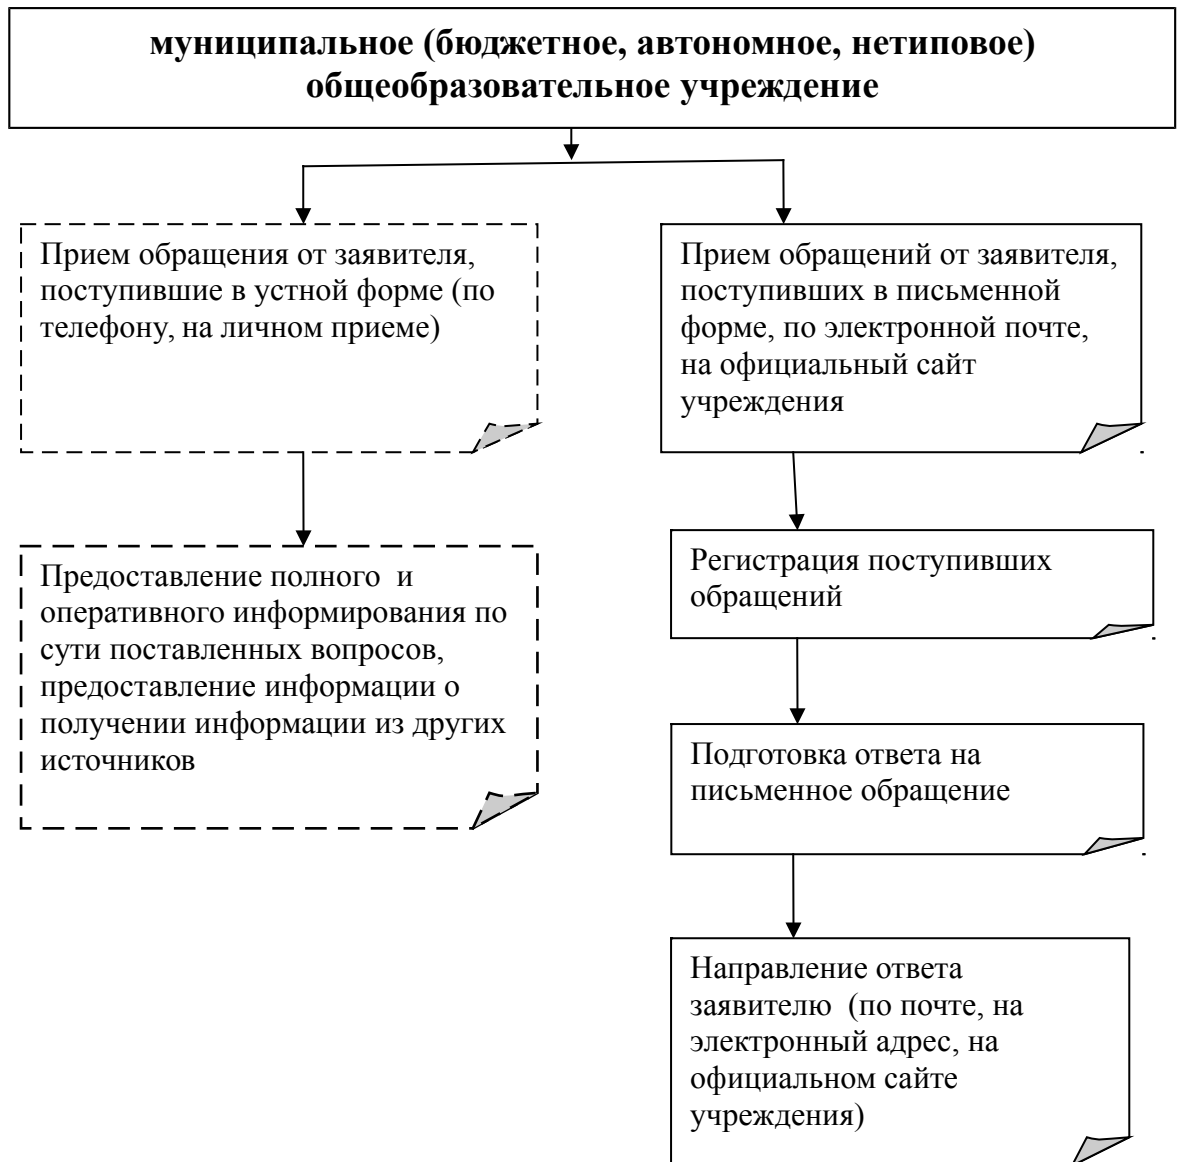 муниципальное (бюджетное, автономное, нетиповое)
общеобразовательное учреждение
Прием обращения от заявителя,
поступившие в устной форме (по
телефону, на личном приеме)
Предоставление полного и
оперативного информирования по
сути поставленных вопросов,
предоставление информации о
получении информации из других
источников
Прием обращений от заявителя,
поступивших в письменной
форме, по электронной почте,
на официальный сайт
учреждения
Регистрация поступивших
обращений
Подготовка ответа на
письменное обращение
Направление ответа
заявителю (по почте, на
электронный адрес, на
официальном сайте
учреждения)